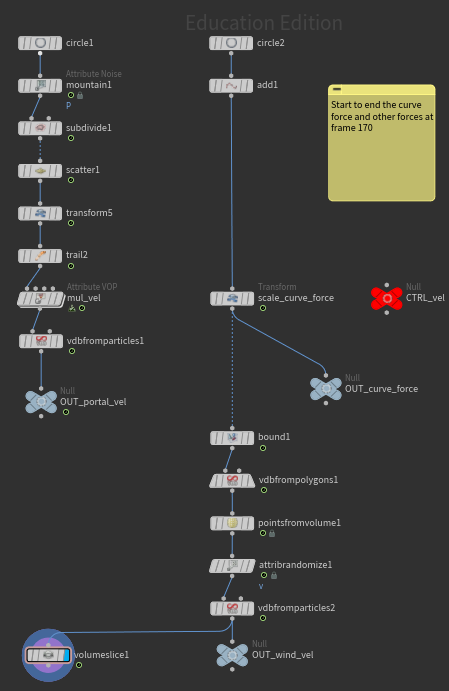 Education Edition
circle1
circle2
Attribute Noise
mountain1
P
add1
Start to end the curve
force and other forces at
frame 170
subdivide1
scatter1
transform5
trail2
Attribute VOP
mul_vel
Transform
scale_curve_force
Null
CTRL_vel
vdbfromparticles1
Null
OUT_portal_vel
Null
OUT_curve_force
bound1
vdbfrompolygons1
pointsfromvolume1
attribrandomize1
v
vdbfromparticles2
volumeslice1
Null
OUT_wind_vel